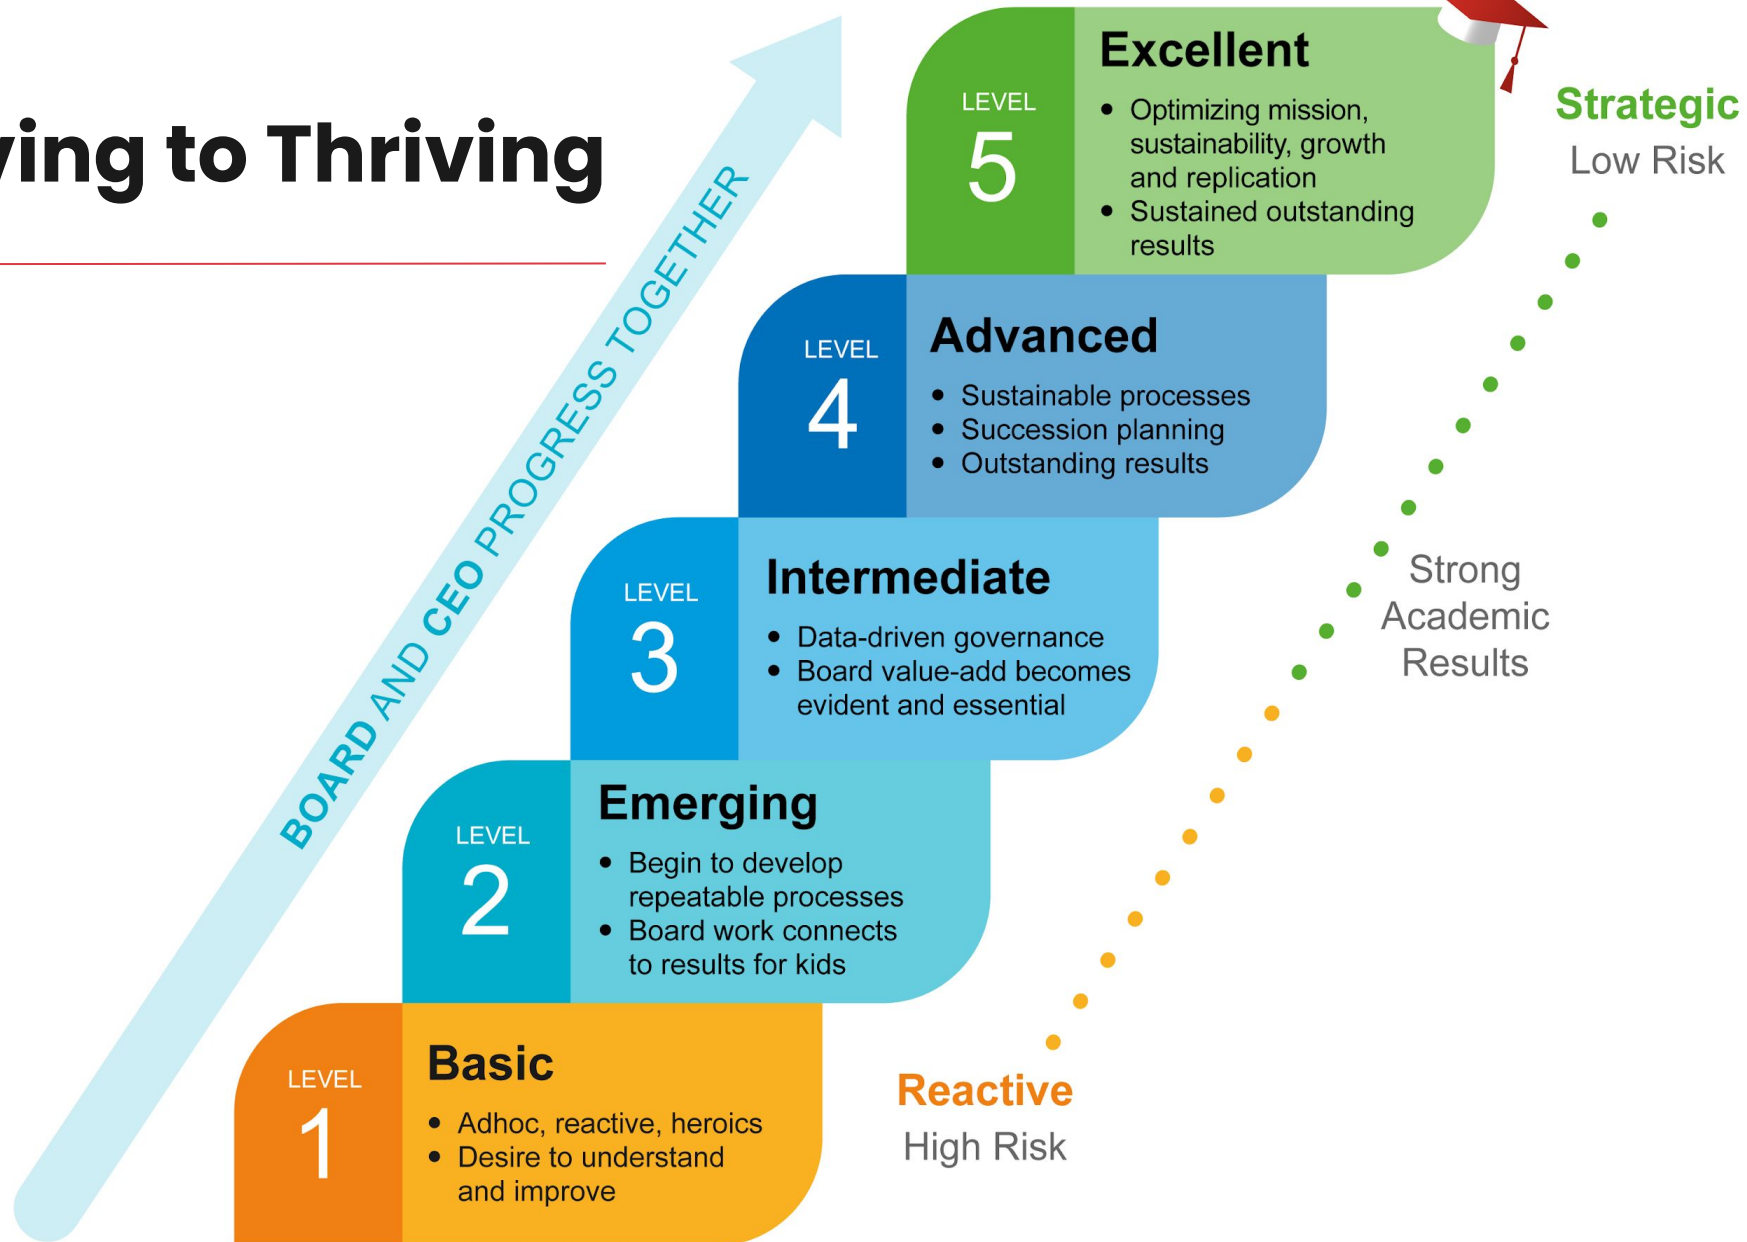 ving to Thriving
BOARD AND CEO PROGRESS TOGETHER
LEVEL
5
Excellent
• Optimizing mission,
sustainability, growth
and replication
• Sustained outstanding
results
Strategic
Low Risk
LEVEL
4
Advanced
• Sustainable processes
• Succession planning
• Outstanding results
LEVEL
3
Intermediate
• Data-driven governance
• Board value-add becomes
evident and essential
Strong
Academic
Results
LEVEL
2
Emerging
• Begin to develop
repeatable processes
• Board work connects
to results for kids
LEVEL
1
Basic
• Adhoc, reactive, heroics
• Desire to understand
and improve
Reactive
High Risk